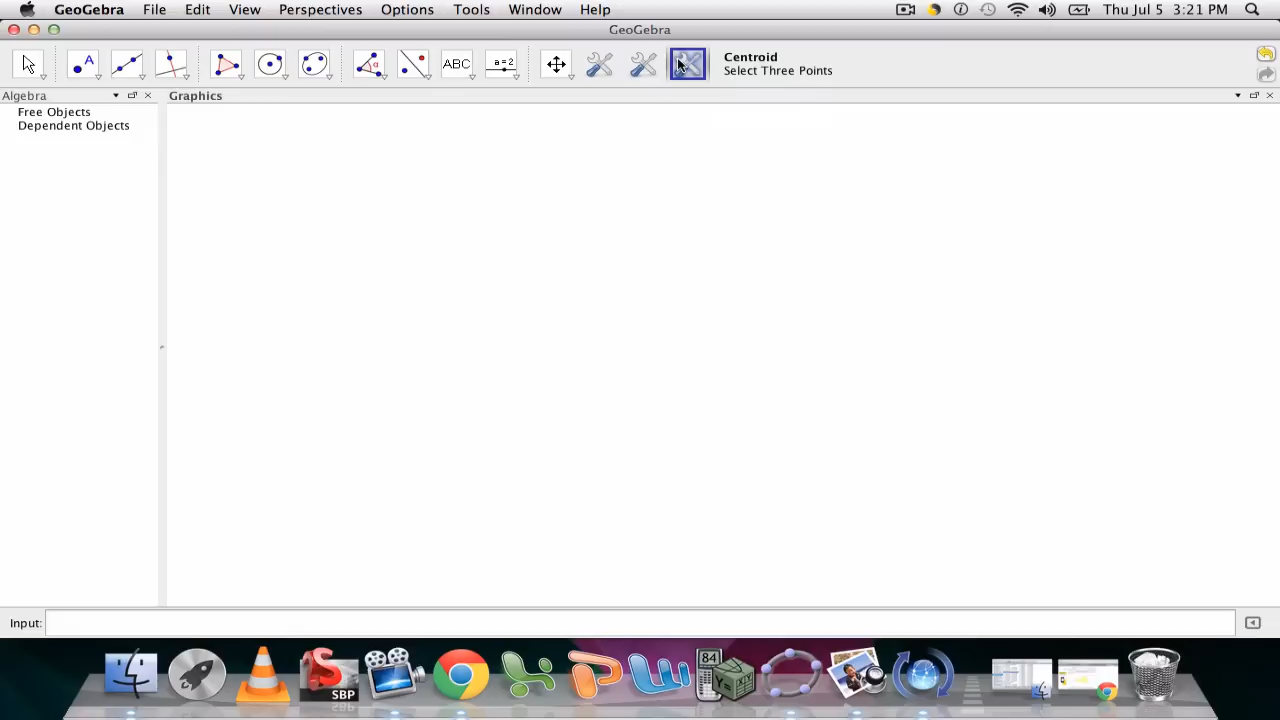 GeoGebra File Edit View Perspectives Options Tools Window Help Thu Jul 5 3:21 PM
GeoGebra
A
α
ABC
a=2
Centroid
Select Three Points
Algebra
Graphics
Free Objects
Dependent Objects
Input:
SBP
84